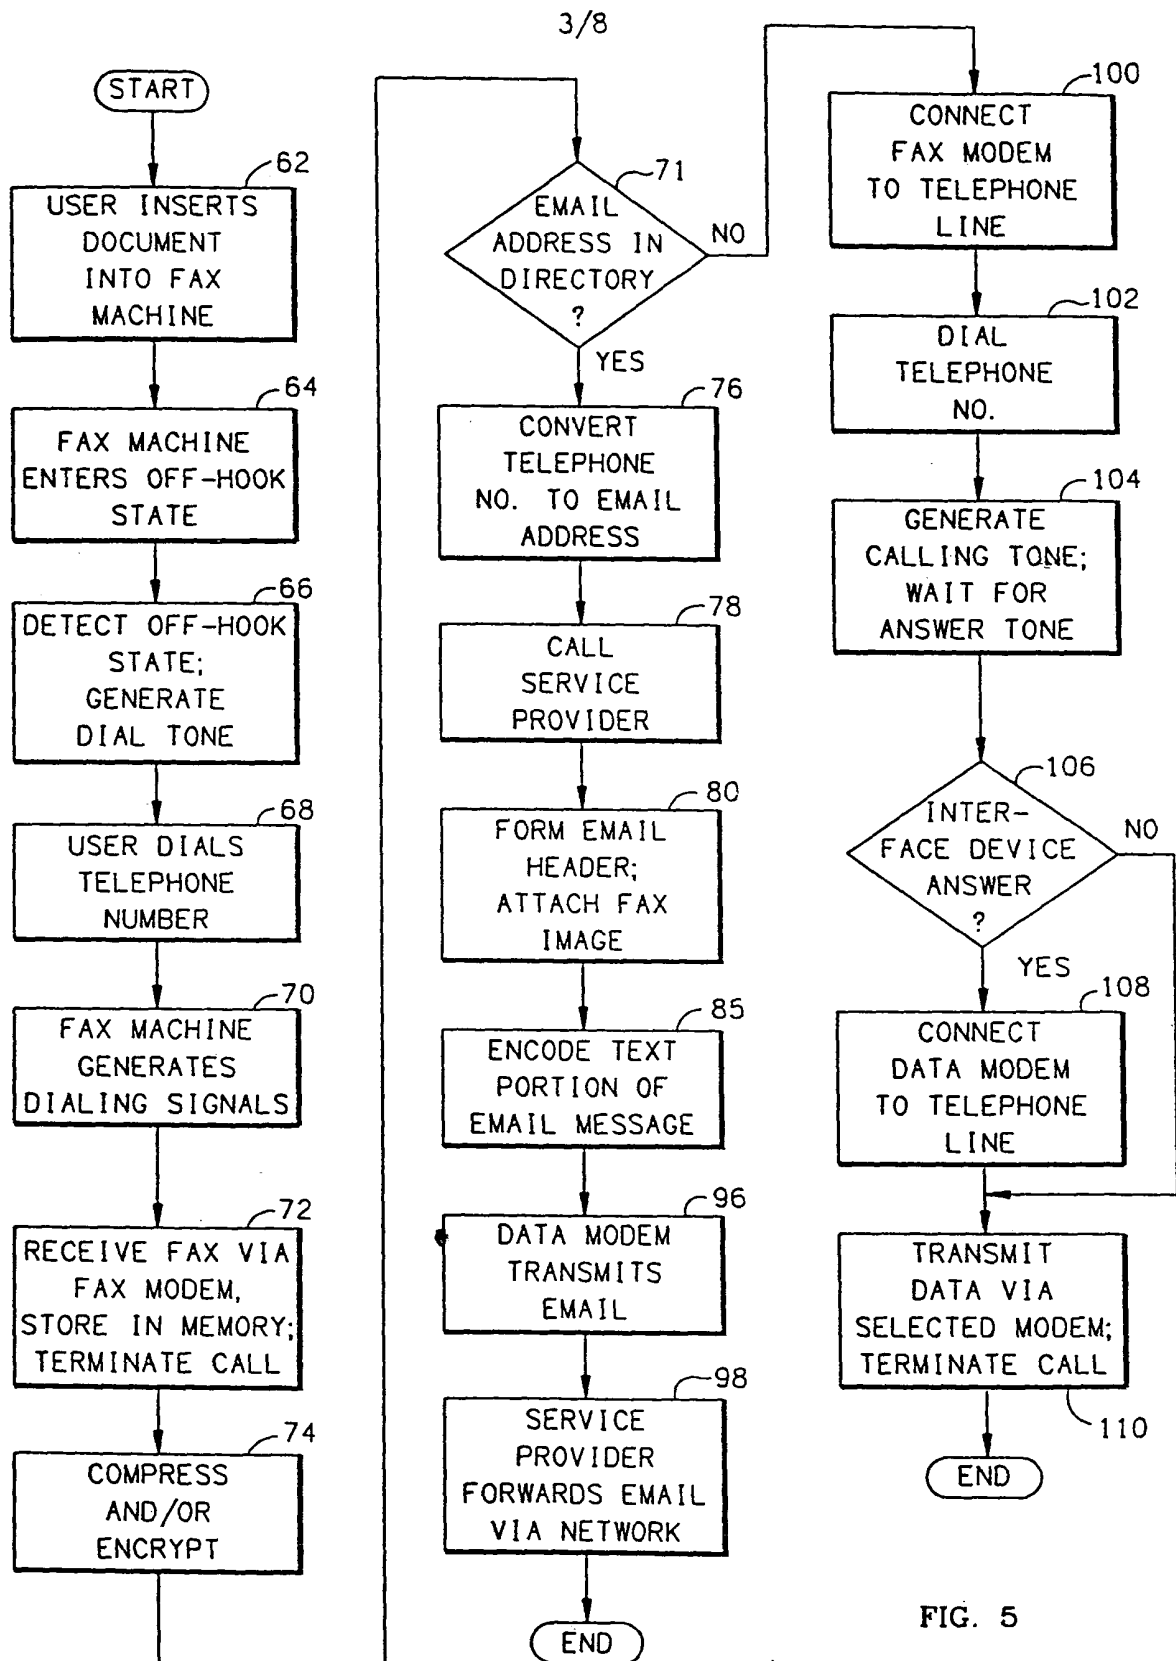 3/8
START
62
USER INSERTS
DOCUMENT
INTO FAX
MACHINE
64
FAX MACHINE
ENTERS OFF-HOOK
STATE
66
DETECT OFF-HOOK
STATE;
GENERATE
DIAL TONE
68
USER DIALS
TELEPHONE
NUMBER
70
FAX MACHINE
GENERATES
DIALING SIGNALS
72
RECEIVE FAX VIA
FAX MODEM,
STORE IN MEMORY;
TERMINATE CALL
74
COMPRESS
AND/OR
ENCRYPT
71
EMAIL
ADDRESS IN
DIRECTORY
?
NO
YES
76
CONVERT
TELEPHONE
NO. TO EMAIL
ADDRESS
78
CALL
SERVICE
PROVIDER
80
FORM EMAIL
HEADER;
ATTACH FAX
IMAGE
85
ENCODE TEXT
PORTION OF
EMAIL MESSAGE
96
DATA MODEM
TRANSMITS
EMAIL
98
SERVICE
PROVIDER
FORWARDS EMAIL
VIA NETWORK
END
100
CONNECT
FAX MODEM
TO TELEPHONE
LINE
102
DIAL
TELEPHONE
NO.
104
GENERATE
CALLING TONE;
WAIT FOR
ANSWER TONE
106
INTER-
FACE DEVICE
ANSWER
?
NO
YES
108
CONNECT
DATA MODEM
TO TELEPHONE
LINE
TRANSMIT
DATA VIA
SELECTED MODEM;
TERMINATE CALL
110
END
FIG. 5